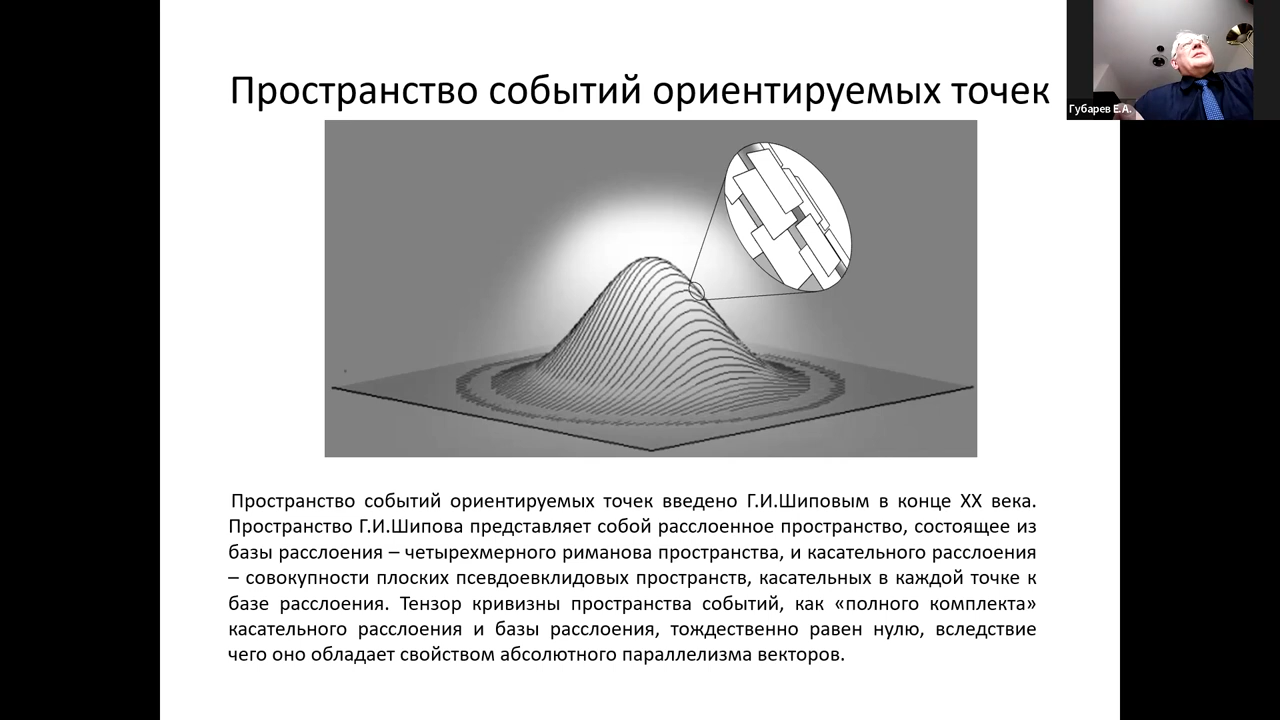 Пространство событий ориентируемых точек
Губарев Е.А.
Пространство событий ориентируемых точек введено Г.И.Шиповым в конце XX века.
Пространство Г.И.Шипова представляет собой расслоенное пространство, состоящее из
базы расслоения – четырехмерного риманова пространства, и касательного расслоения
– совокупности плоских псевдоевклидовых пространств, касательных в каждой точке к
базе расслоения. Тензор кривизны пространства событий, как «полного комплекта»
касательного расслоения и базы расслоения, тождественно равен нулю, вследствие
чего оно обладает свойством абсолютного параллелизма векторов.